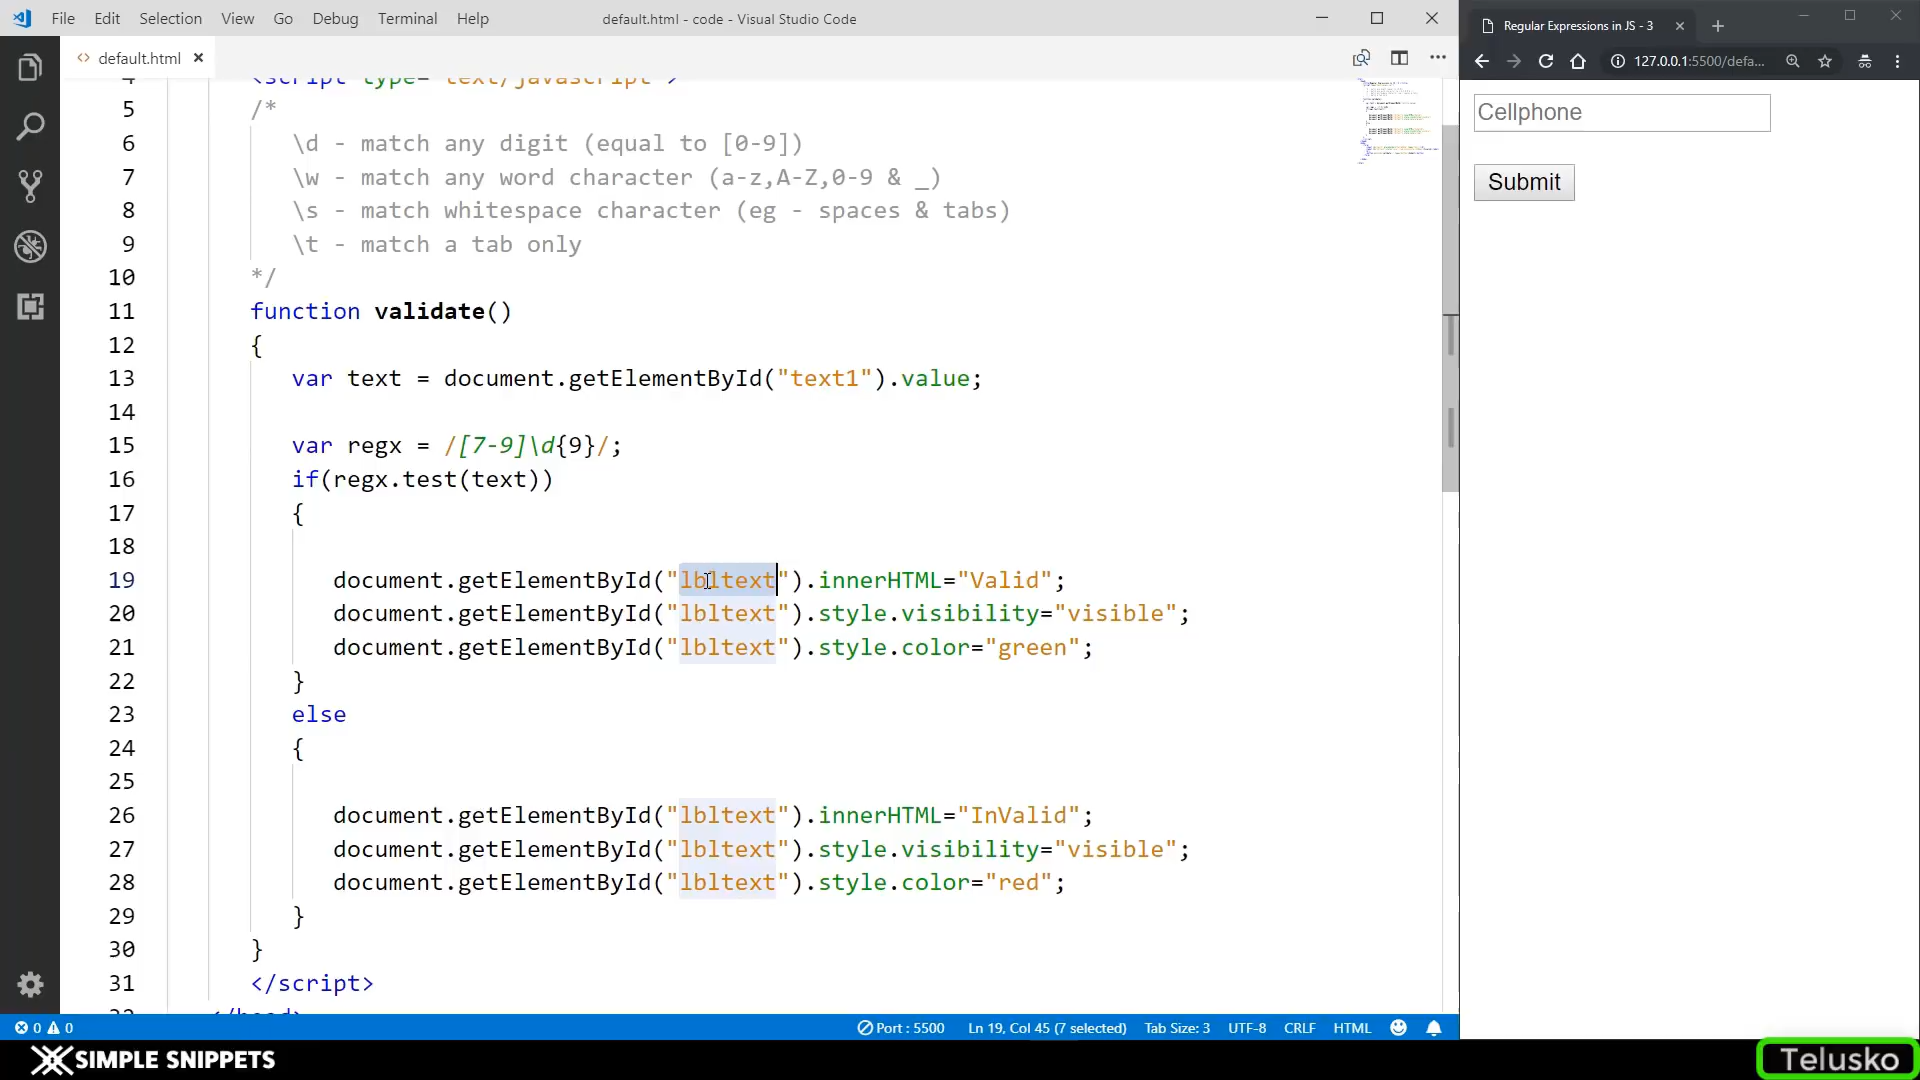 File Edit Selection View Go Debug Terminal Help
default.html - code - Visual Studio Code
default.html
<script type="text/javascript">
5 /*
6 \d - match any digit (equal to [0-9])
7 \w - match any word character (a-z,A-Z,0-9 & _)
8 \s - match whitespace character (eg - spaces & tabs)
9 \t - match a tab only
10 */
11 function validate()
12 {
13 var text = document.getElementById("text1").value;
14
15 var regx = /[7-9]\d{9}/;
16 if(regx.test(text))
17 {
18
19 document.getElementById("lbltext").innerHTML="Valid";
20 document.getElementById("lbltext").style.visibility="visible";
21 document.getElementById("lbltext").style.color="green";
22 }
23 else
24 {
25
26 document.getElementById("lbltext").innerHTML="InValid";
27 document.getElementById("lbltext").style.visibility="visible";
28 document.getElementById("lbltext").style.color="red";
29 }
30 }
31 </script>
0 0 Port : 5500 Ln 19, Col 45 (7 selected) Tab Size: 3 UTF-8 CRLF HTML
Regular Expressions in JS - 3
127.0.0.1:5500/defa...
Cellphone
Submit
SIMPLE SNIPPETS
Telusko